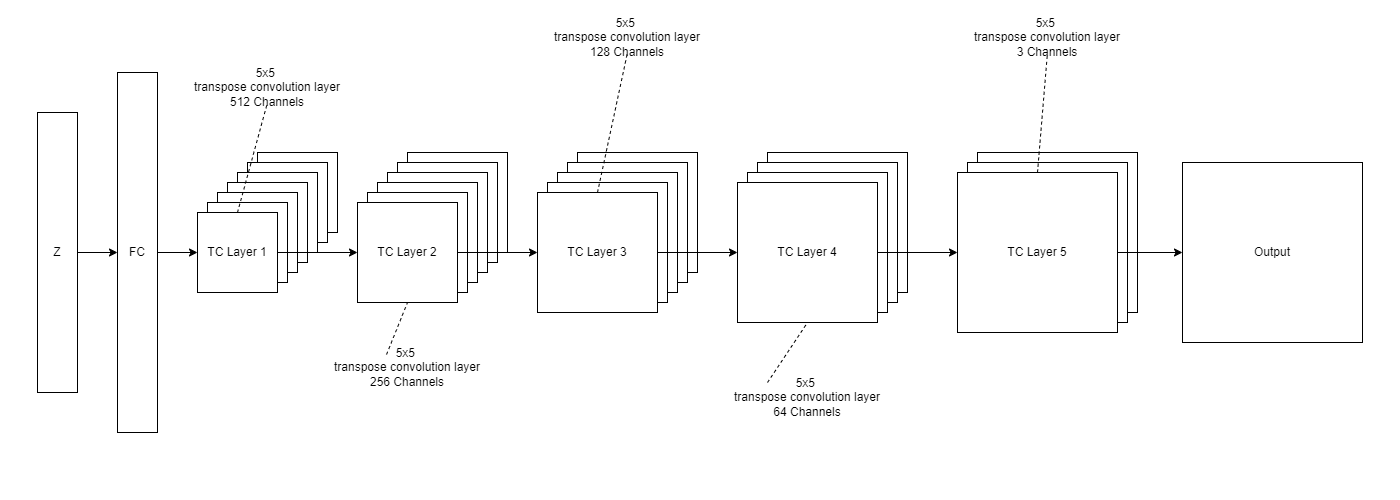 5x5
transpose convolution layer
128 Channels
5x5
transpose convolution layer
3 Channels
5x5
transpose convolution layer
512 Channels
Z
FC
TC Layer 1
TC Layer 2
TC Layer 3
TC Layer 4
TC Layer 5
Output
5x5
transpose convolution layer
256 Channels
5x5
transpose convolution layer
64 Channels